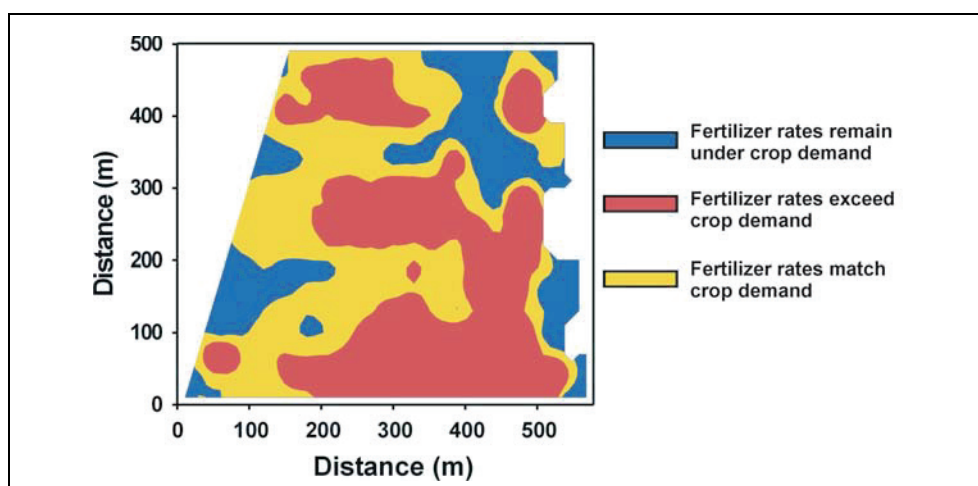 500
400
300
200
100
0
Distance (m)
0 100 200 300 400 500
Distance (m)
Fertilizer rates remain
under crop demand
Fertilizer rates exceed
crop demand
Fertilizer rates match
crop demand